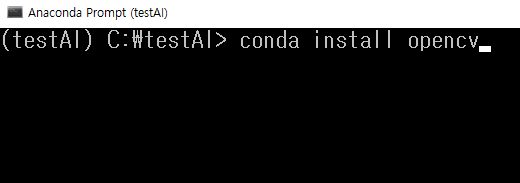 Anaconda Prompt (testAI)
(testAI) C:₩testAI> conda install opencv